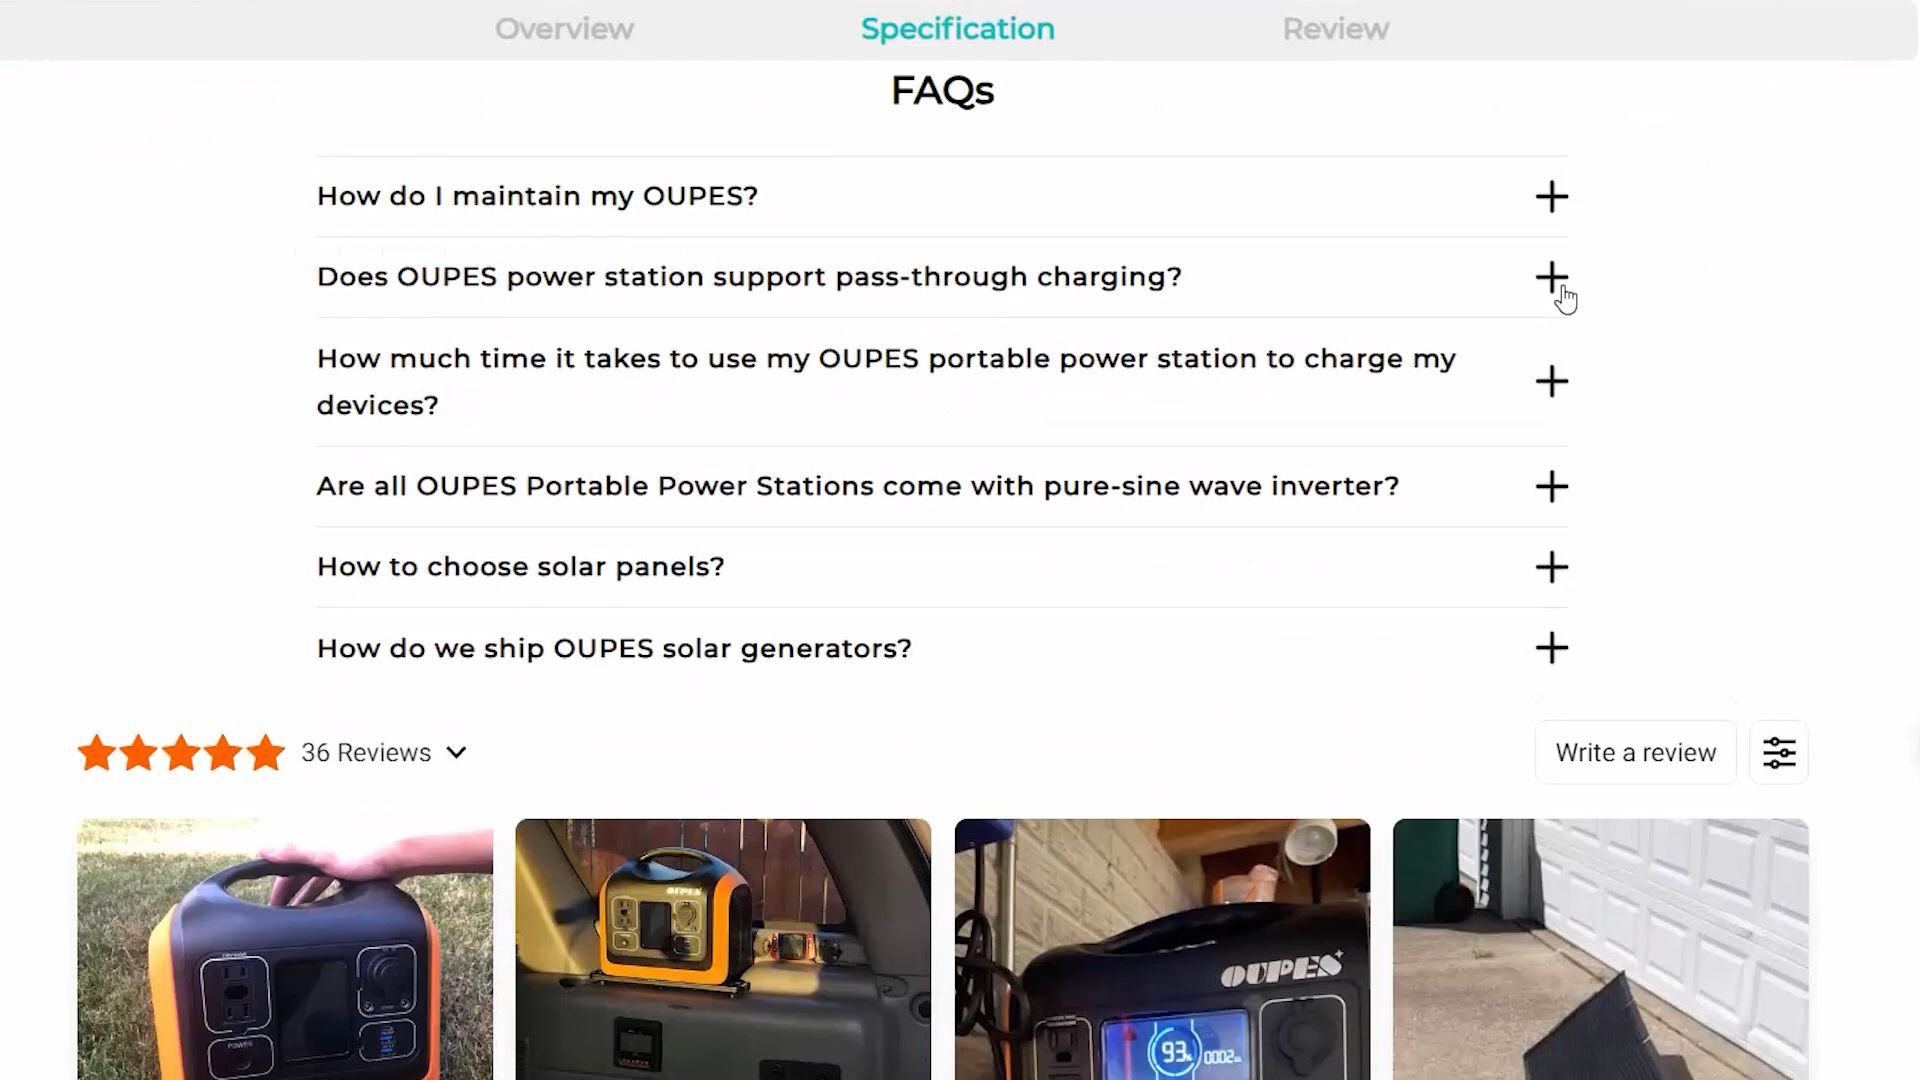 Overview
Specification
Review
FAQs
How do I maintain my OUPES?
Does OUPES power station support pass-through charging?
How much time it takes to use my OUPES portable power station to charge my
devices?
Are all OUPES Portable Power Stations come with pure-sine wave inverter?
How to choose solar panels?
How do we ship OUPES solar generators?
36 Reviews
Write a review
POWER
OUPES
OUPES
93%
0002